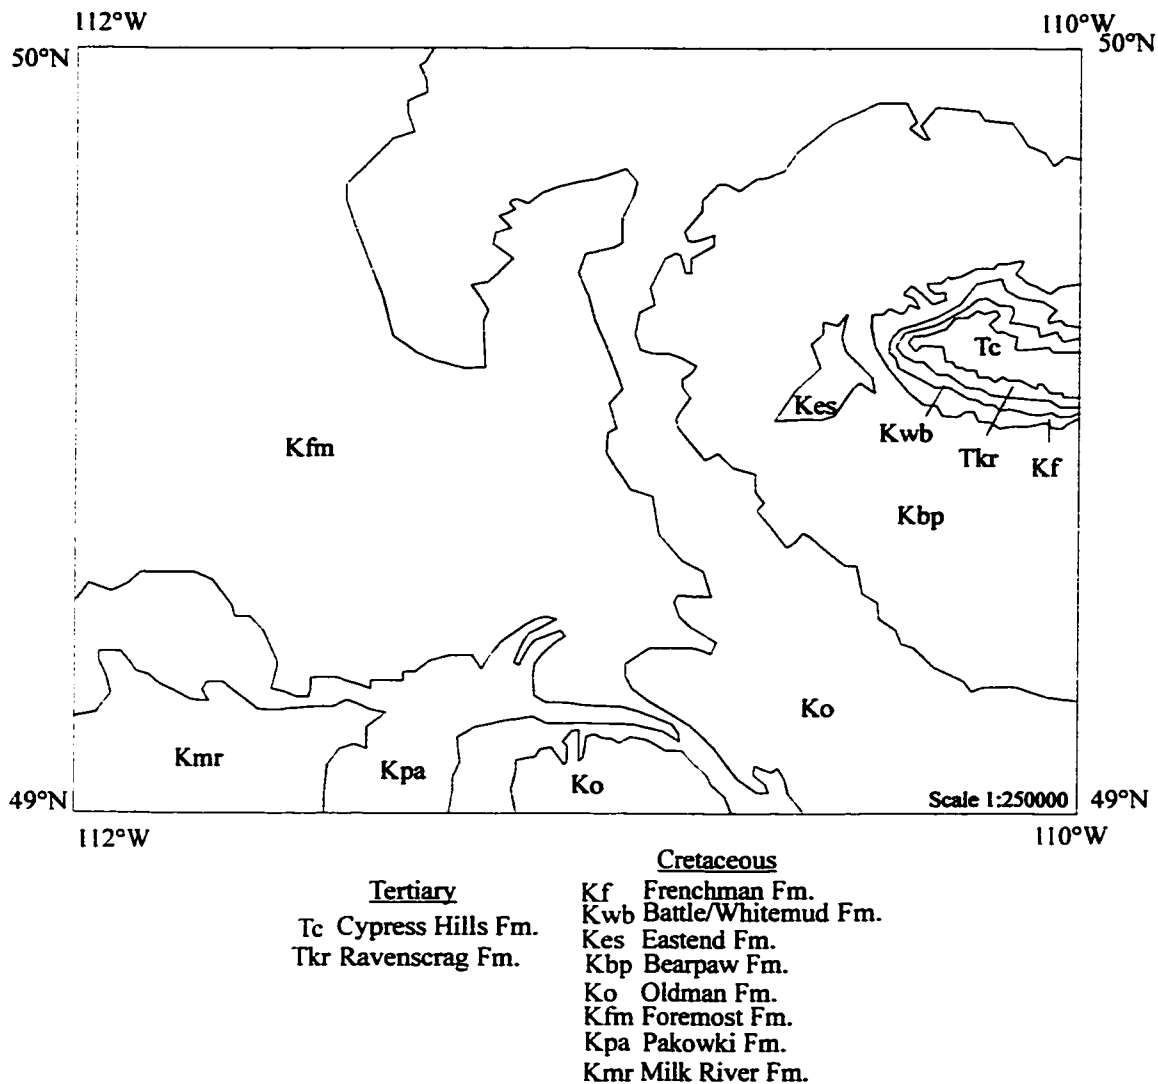 112°W
110°W
50°N
50°N
Tc
Kes
Kwb
Kfm
Tkr
Kf
Kbp
Ko
Kmr
Kpa
Ko
49°N
Scale 1:250000
49°N
112°W
110°W
Tertiary
Tc Cypress Hills Fm.
Tkr Ravenscrag Fm.
Cretaceous
Kf Frenchman Fm.
Kwb Battle/Whitemud Fm.
Kes Eastend Fm.
Kbp Bearpaw Fm.
Ko Oldman Fm.
Kfm Foremost Fm.
Kpa Pakowki Fm.
Kmr Milk River Fm.